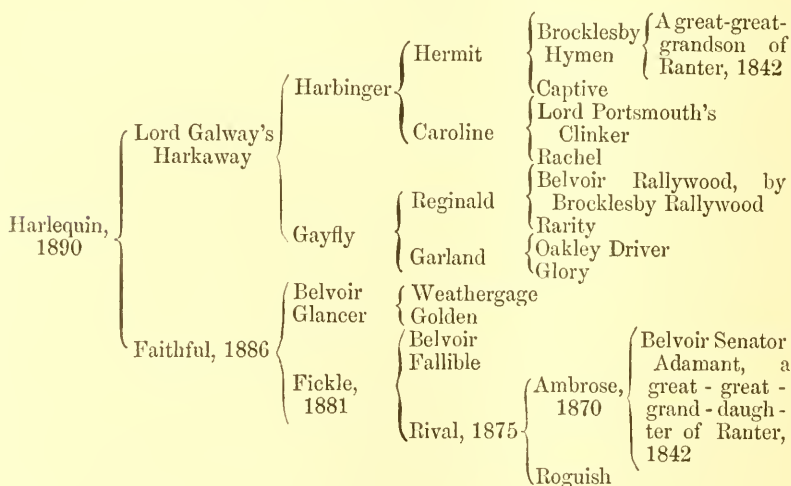 Harlequin,
1890
Lord Galway's
Harkaway
Harbinger
Hermit
Brocklesby
Hymen
A great-great-
grandson of
Ranter, 1842
Captive
Caroline
Lord Portsmouth's
Clinker
Rachel
Gayfly
Reginald
Belvoir Rallywood, by
Brocklesby Rallywood
Rarity
Garland
Oakley Driver
Glory
Faithful, 1886
Belvoir
Glancer
Weathergage
Golden
Fickle,
1881
Belvoir
Fallible
Rival, 1875
Ambrose,
1870
Belvoir Senator
Adamant, a
great - great -
grand - daugh -
ter of Ranter,
1842
Roguish